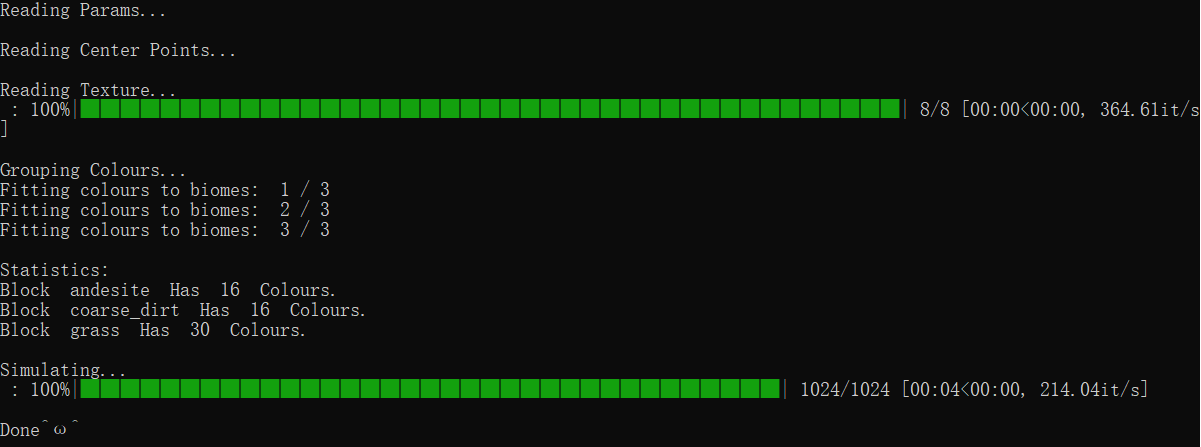 Reading Params...
Reading Center Points...
Reading Texture...
: 100%|████████████████████████████████████████| 8/8 [00:00<00:00, 364.61it/s
]
Grouping Colours...
Fitting colours to biomes:  1 / 3
Fitting colours to biomes:  2 / 3
Fitting colours to biomes:  3 / 3
Statistics:
Block  andesite  Has  16  Colours.
Block  coarse_dirt  Has  16  Colours.
Block  grass  Has  30  Colours.
Simulating...
: 100%|███████████████████████████████████| 1024/1024 [00:04<00:00, 214.04it/s]
Done^ω^